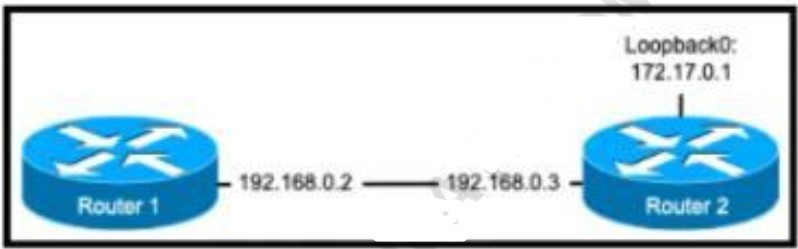 Loopback0:
172.17.0.1
192.168.0.2
192.168.0.3
Router 1
Router 2